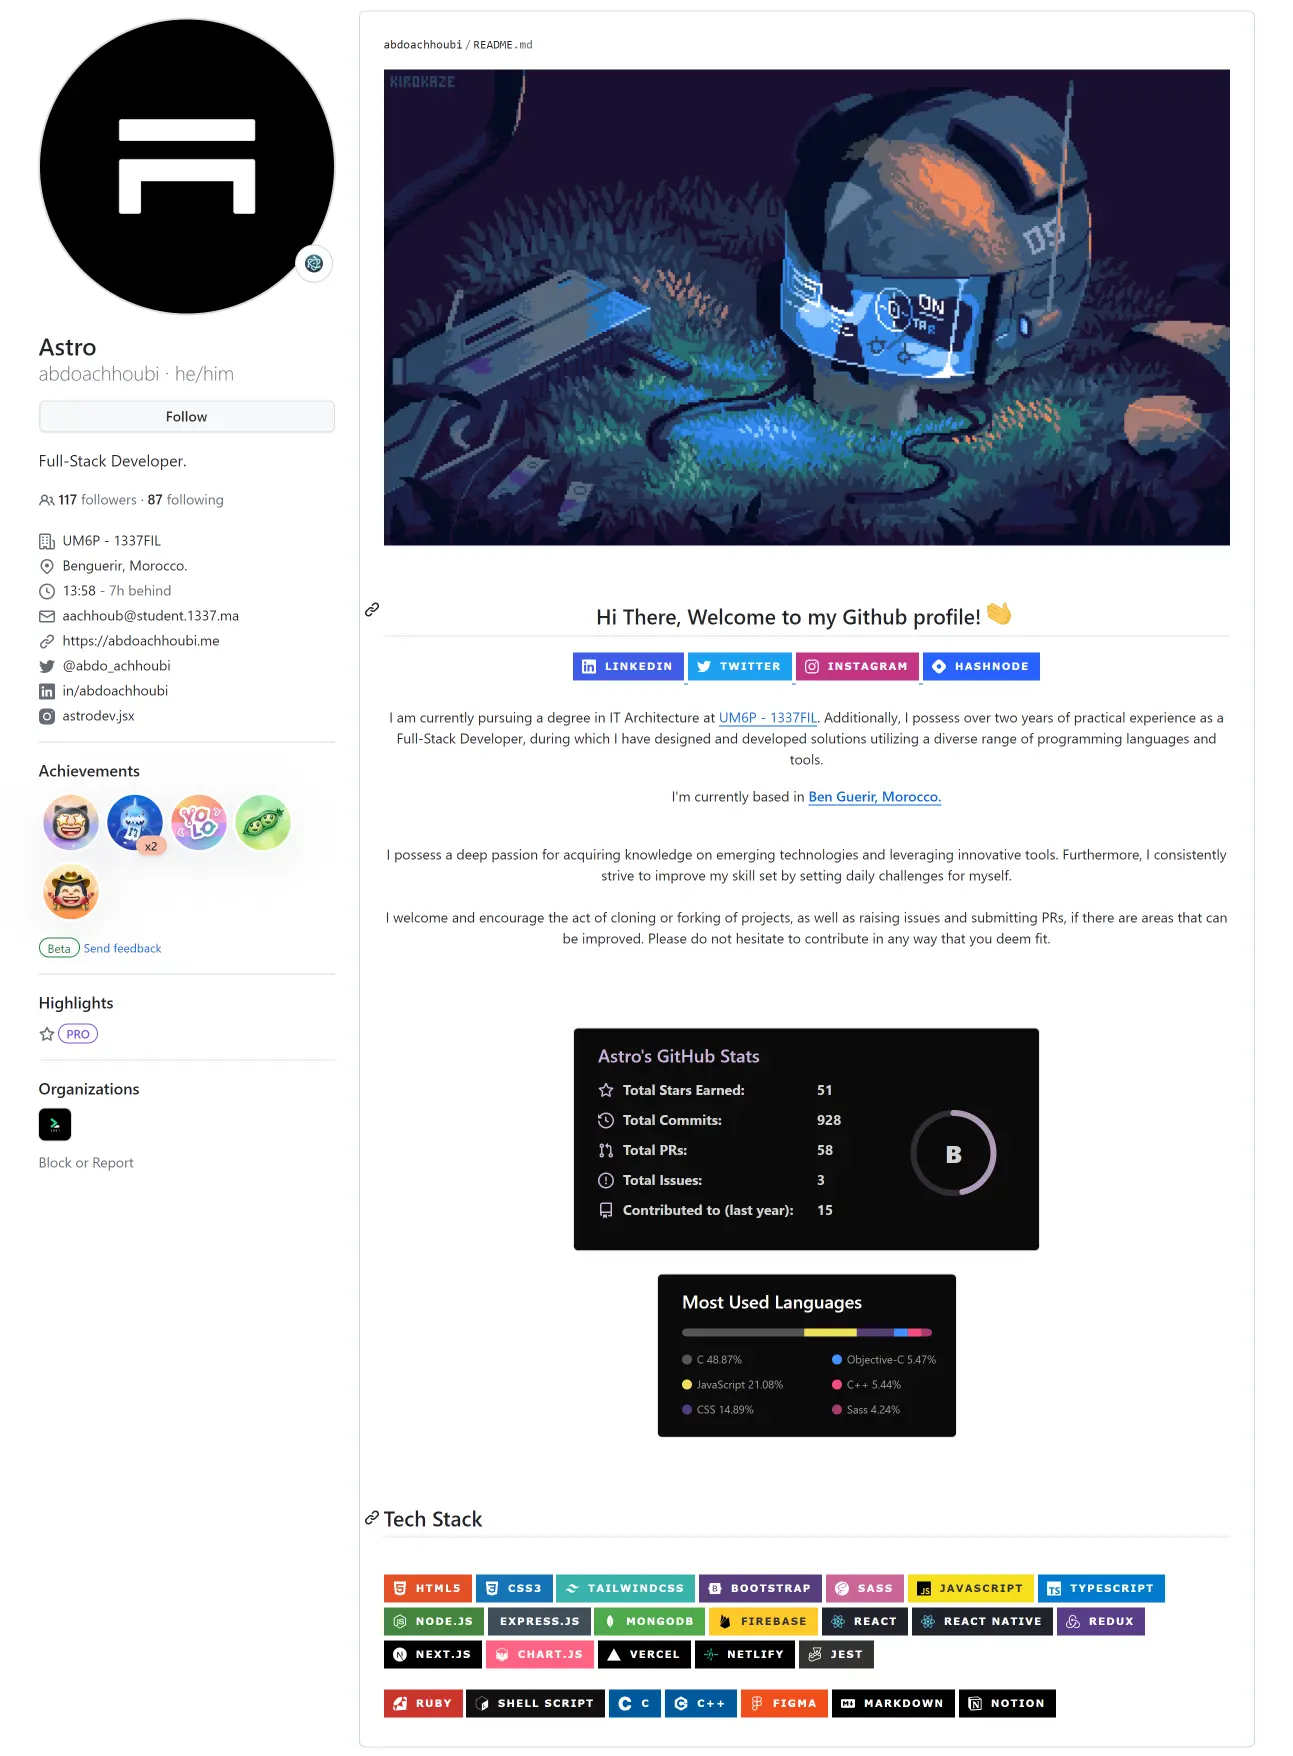 Astro
abdoachhoubi · he/him
Follow
Full-Stack Developer.
117 followers · 87 following
UM6P - 1337FIL
Benguerir, Morocco.
13:58 - 7h behind
aachhoub@student.1337.ma
https://abdoachhoubi.me
@abdo_achhoubi
in/abdoachhoubi
astrodev.jsx
Achievements
YOLO
x2
Beta Send feedback
Highlights
PRO
Organizations
Block or Report
abdoachhoubi / README.md
KIROKAZE
05
ON
TAR
Hi There, Welcome to my Github profile! 👋
LINKEDIN TWITTER INSTAGRAM HASHNODE
I am currently pursuing a degree in IT Architecture at UM6P - 1337FIL. Additionally, I possess over two years of practical experience as a
Full-Stack Developer, during which I have designed and developed solutions utilizing a diverse range of programming languages and
tools.
I'm currently based in Ben Guerir, Morocco.
I possess a deep passion for acquiring knowledge on emerging technologies and leveraging innovative tools. Furthermore, I consistently
strive to improve my skill set by setting daily challenges for myself.
I welcome and encourage the act of cloning or forking of projects, as well as raising issues and submitting PRs, if there are areas that can
be improved. Please do not hesitate to contribute in any way that you deem fit.
Astro's GitHub Stats
Total Stars Earned: 51
Total Commits: 928
Total PRs: 58
Total Issues: 3
Contributed to (last year): 15
B
Most Used Languages
C 48.87% Objective-C 5.47%
JavaScript 21.08% C++ 5.44%
CSS 14.89% Sass 4.24%
Tech Stack
HTML5 CSS3 TAILWINDCSS BOOTSTRAP SASS JAVASCRIPT TYPESCRIPT
NODE.JS EXPRESS.JS MONGODB FIREBASE REACT REACT NATIVE REDUX
NEXT.JS CHART.JS VERCEL NETLIFY JEST
RUBY SHELL SCRIPT C C++ FIGMA MARKDOWN NOTION